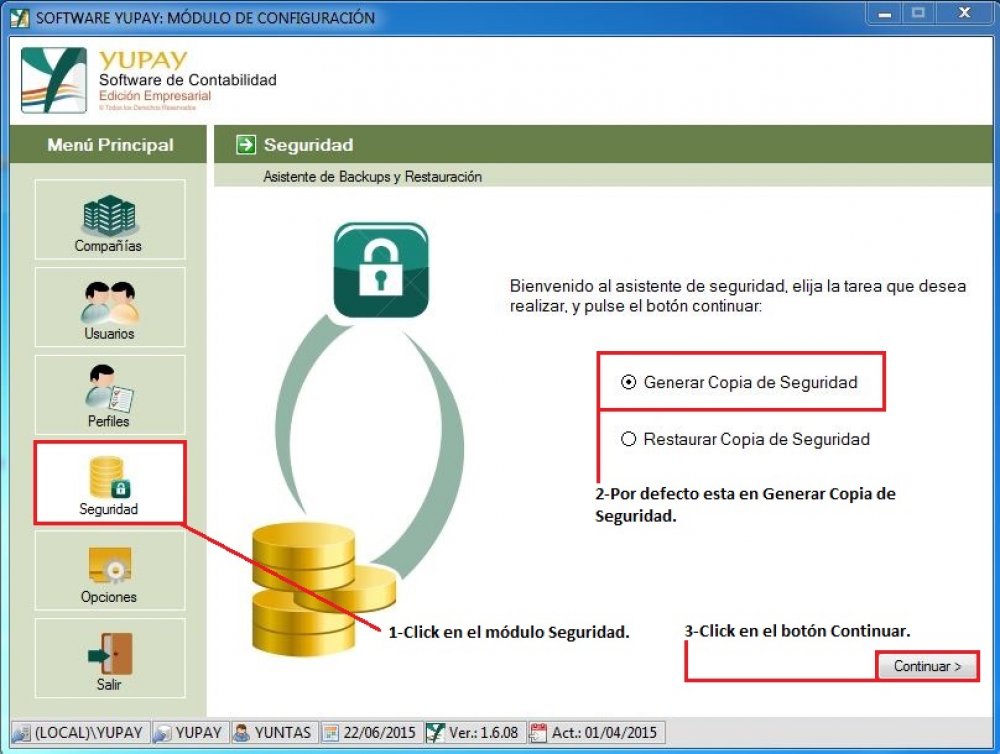 SOFTWARE YUPAY: MÓDULO DE CONFIGURACIÓN
YUPAY
Software de Contabilidad
Edición Empresarial
© Todos los Derechos Reservados
Menú Principal
Seguridad
Asistente de Backups y Restauración
Compañías
Usuarios
Perfiles
Seguridad
Opciones
Salir
Bienvenido al asistente de seguridad, elija la tarea que desea
realizar, y pulse el botón continuar:
Generar Copia de Seguridad
Restaurar Copia de Seguridad
2-Por defecto esta en Generar Copia de
Seguridad.
1-Click en el módulo Seguridad.
3-Click en el botón Continuar.
Continuar >
(LOCAL)\YUPAY YUPAY YUNTAS 22/06/2015 Ver.: 1.6.08 Act.: 01/04/2015